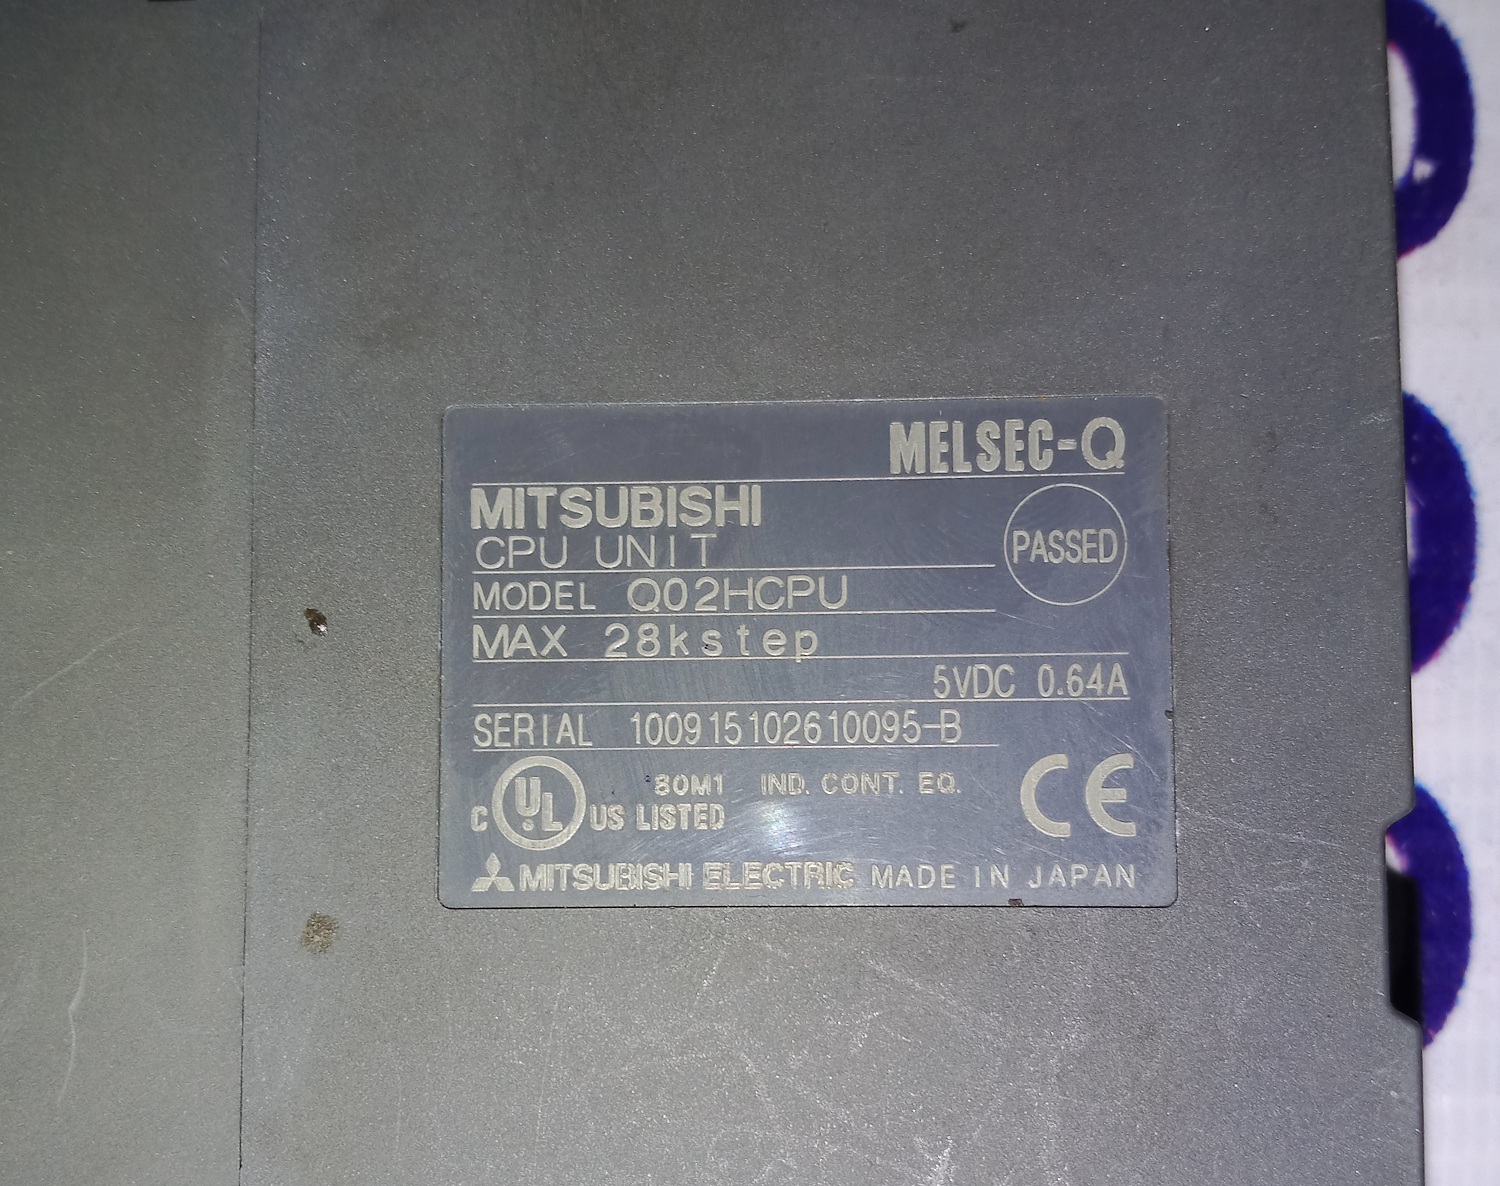 MELSEC-Q
MITSUBISHI
CPU UNIT
PASSED
MODEL Q02HCPU
MAX 28kstep
5VDC 0.64A
SERIAL 100915102610095-B
C UL US LISTED
80M1 IND. CONT. EQ.
CE
MITSUBISHI ELECTRIC MADE IN JAPAN